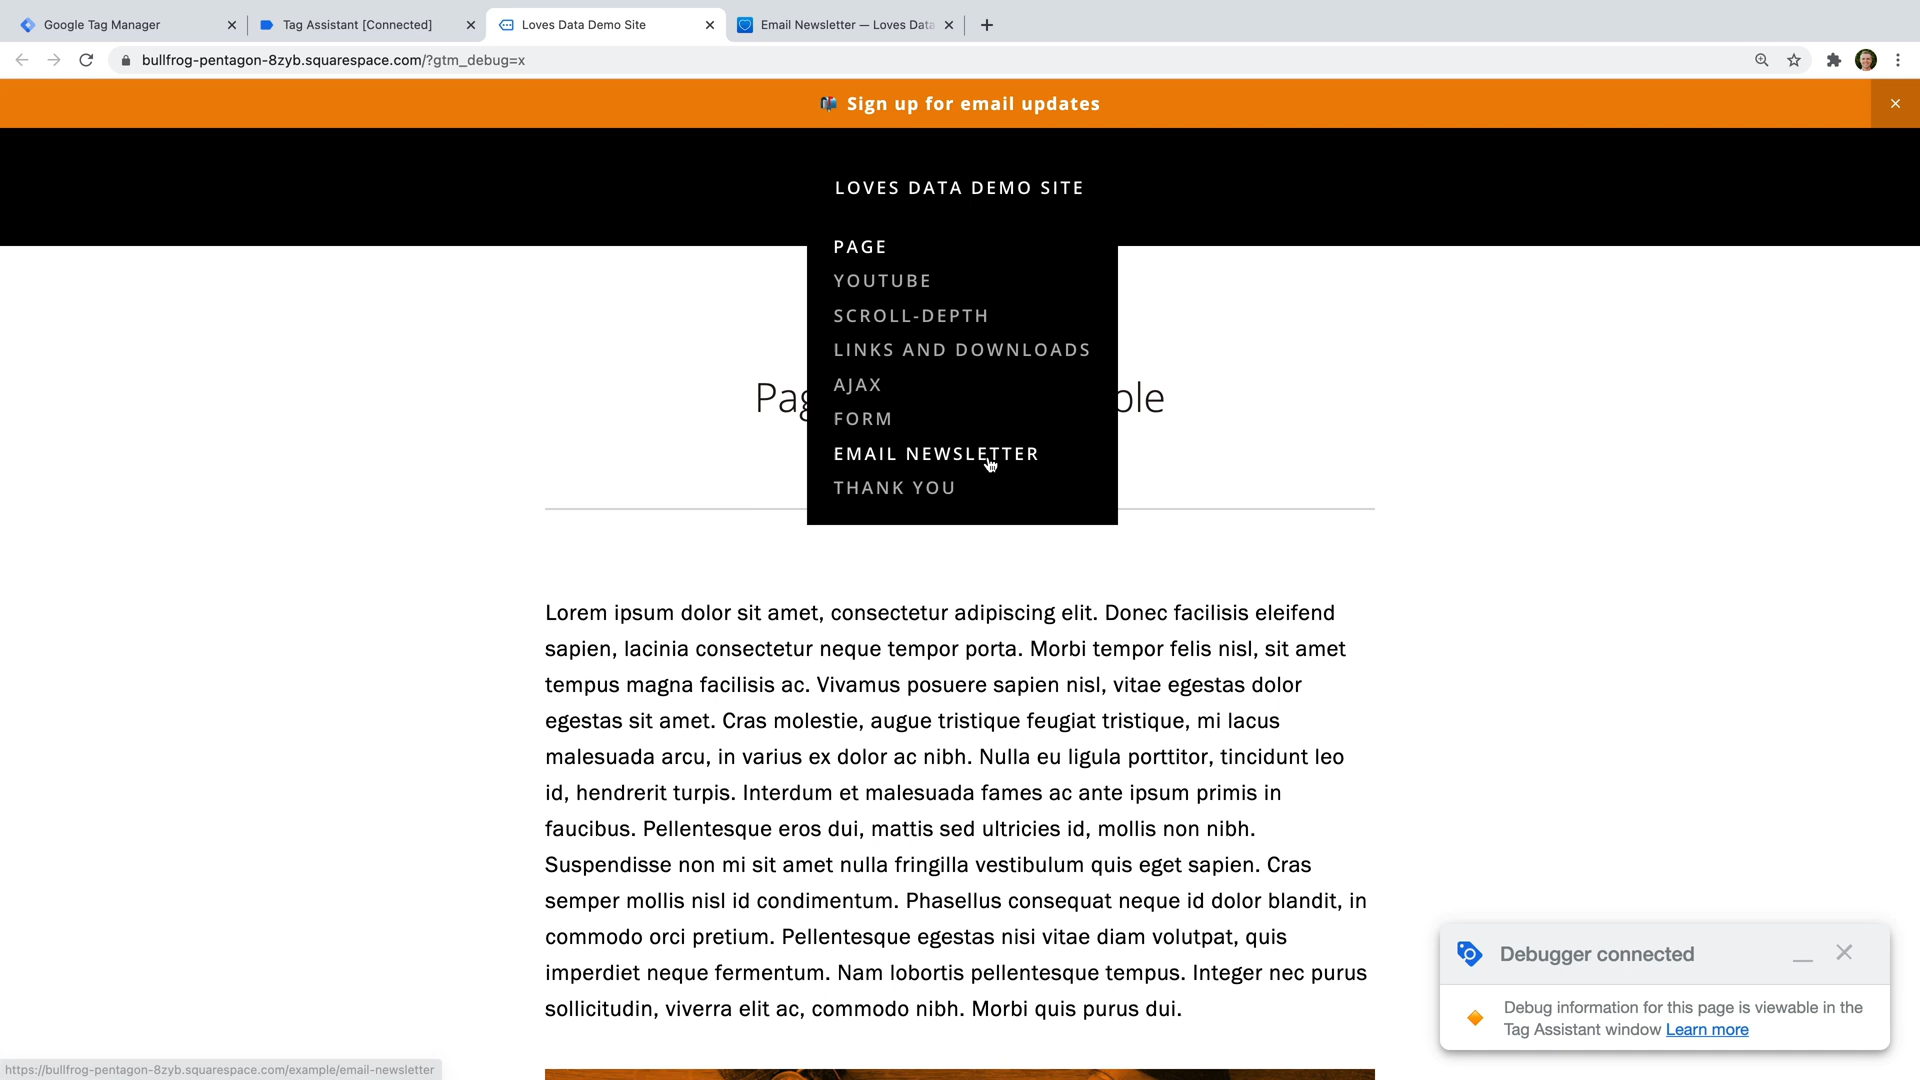 Google Tag Manager
Tag Assistant [Connected]
Loves Data Demo Site
Email Newsletter — Loves Data
bullfrog-pentagon-8zyb.squarespace.com/?gtm_debug=x
Sign up for email updates
LOVES DATA DEMO SITE
PAGE
YOUTUBE
SCROLL-DEPTH
LINKS AND DOWNLOADS
AJAX
FORM
EMAIL NEWSLETTER
THANK YOU
Lorem ipsum dolor sit amet, consectetur adipiscing elit. Donec facilisis eleifend
sapien, lacinia consectetur neque tempor porta. Morbi tempor felis nisl, sit amet
tempus magna facilisis ac. Vivamus posuere sapien nisl, vitae egestas dolor
egestas sit amet. Cras molestie, augue tristique feugiat tristique, mi lacus
malesuada arcu, in varius ex dolor ac nibh. Nulla eu ligula porttitor, tincidunt leo
id, hendrerit turpis. Interdum et malesuada fames ac ante ipsum primis in
faucibus. Pellentesque eros dui, mattis sed ultricies id, mollis non nibh.
Suspendisse non mi sit amet nulla fringilla vestibulum quis eget sapien. Cras
semper mollis nisl id condimentum. Phasellus consequat neque id dolor blandit, in
commodo orci pretium. Pellentesque egestas nisi vitae diam volutpat, quis
imperdiet neque fermentum. Nam lobortis pellentesque tempus. Integer nec purus
sollicitudin, viverra elit ac, commodo nibh. Morbi quis purus dui.
Debugger connected
Debug information for this page is viewable in the
Tag Assistant window Learn more
https://bullfrog-pentagon-8zyb.squarespace.com/example/email-newsletter